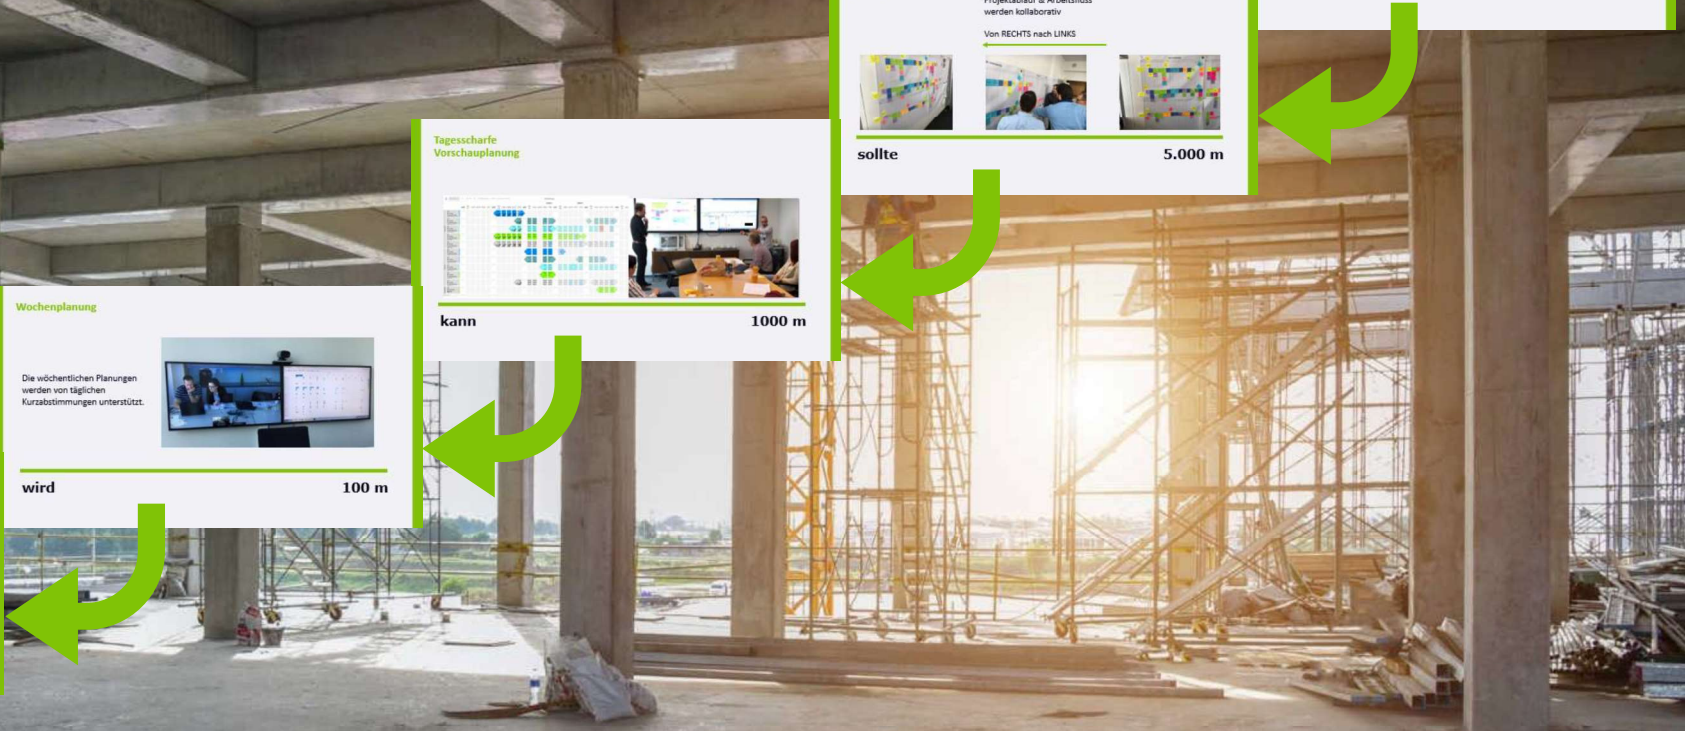 Projektablauf & Arbeitsfluss
werden kollaborativ
Von RECHTS nach LINKS
sollte 5.000 m
Tagesscharfe
Vorschauplanung
kann 1000 m
Wochenplanung
Die wöchentlichen Planungen
werden von täglichen
Kurzabstimmungen unterstützt.
wird 100 m